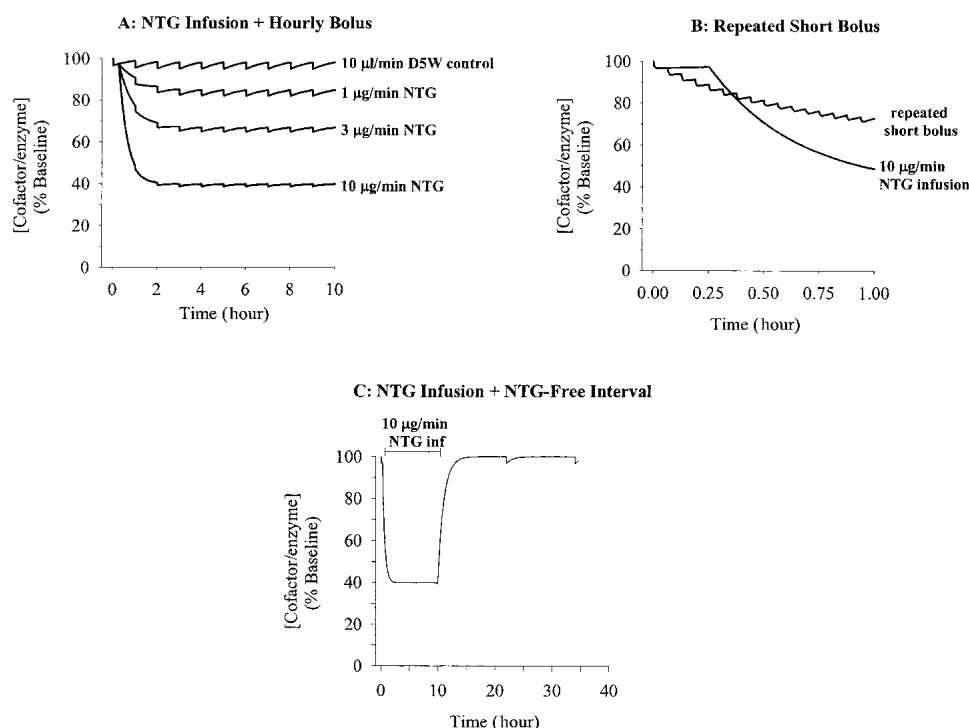 A: NTG Infusion + Hourly Bolus
[Cofactor/enzyme]
(% Baseline)
100
80
60
40
20
0
10 μl/min D5W control
1 μg/min NTG
3 μg/min NTG
10 μg/min NTG
0 2 4 6 8 10
Time (hour)
B: Repeated Short Bolus
[Cofactor/enzyme]
(% Baseline)
100
80
60
40
20
0
repeated
short bolus
10 μg/min
NTG infusion
0.00 0.25 0.50 0.75 1.00
Time (hour)
C: NTG Infusion + NTG-Free Interval
10 μg/min
NTG inf
[Cofactor/enzyme]
(% Baseline)
100
80
60
40
20
0
0 10 20 30 40
Time (hour)